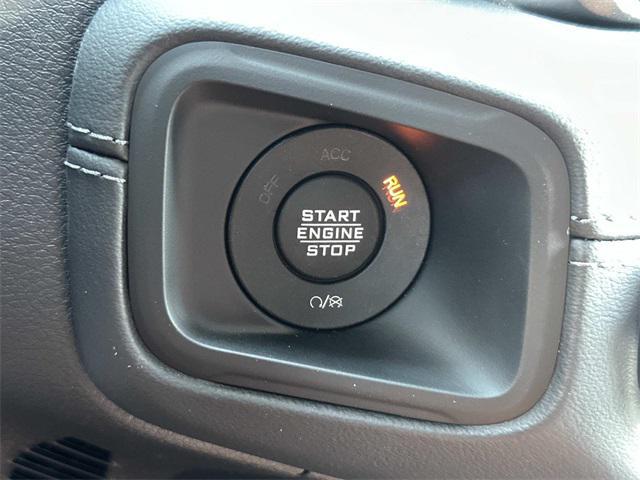 ACC
OFF
RUN
START
ENGINE
STOP